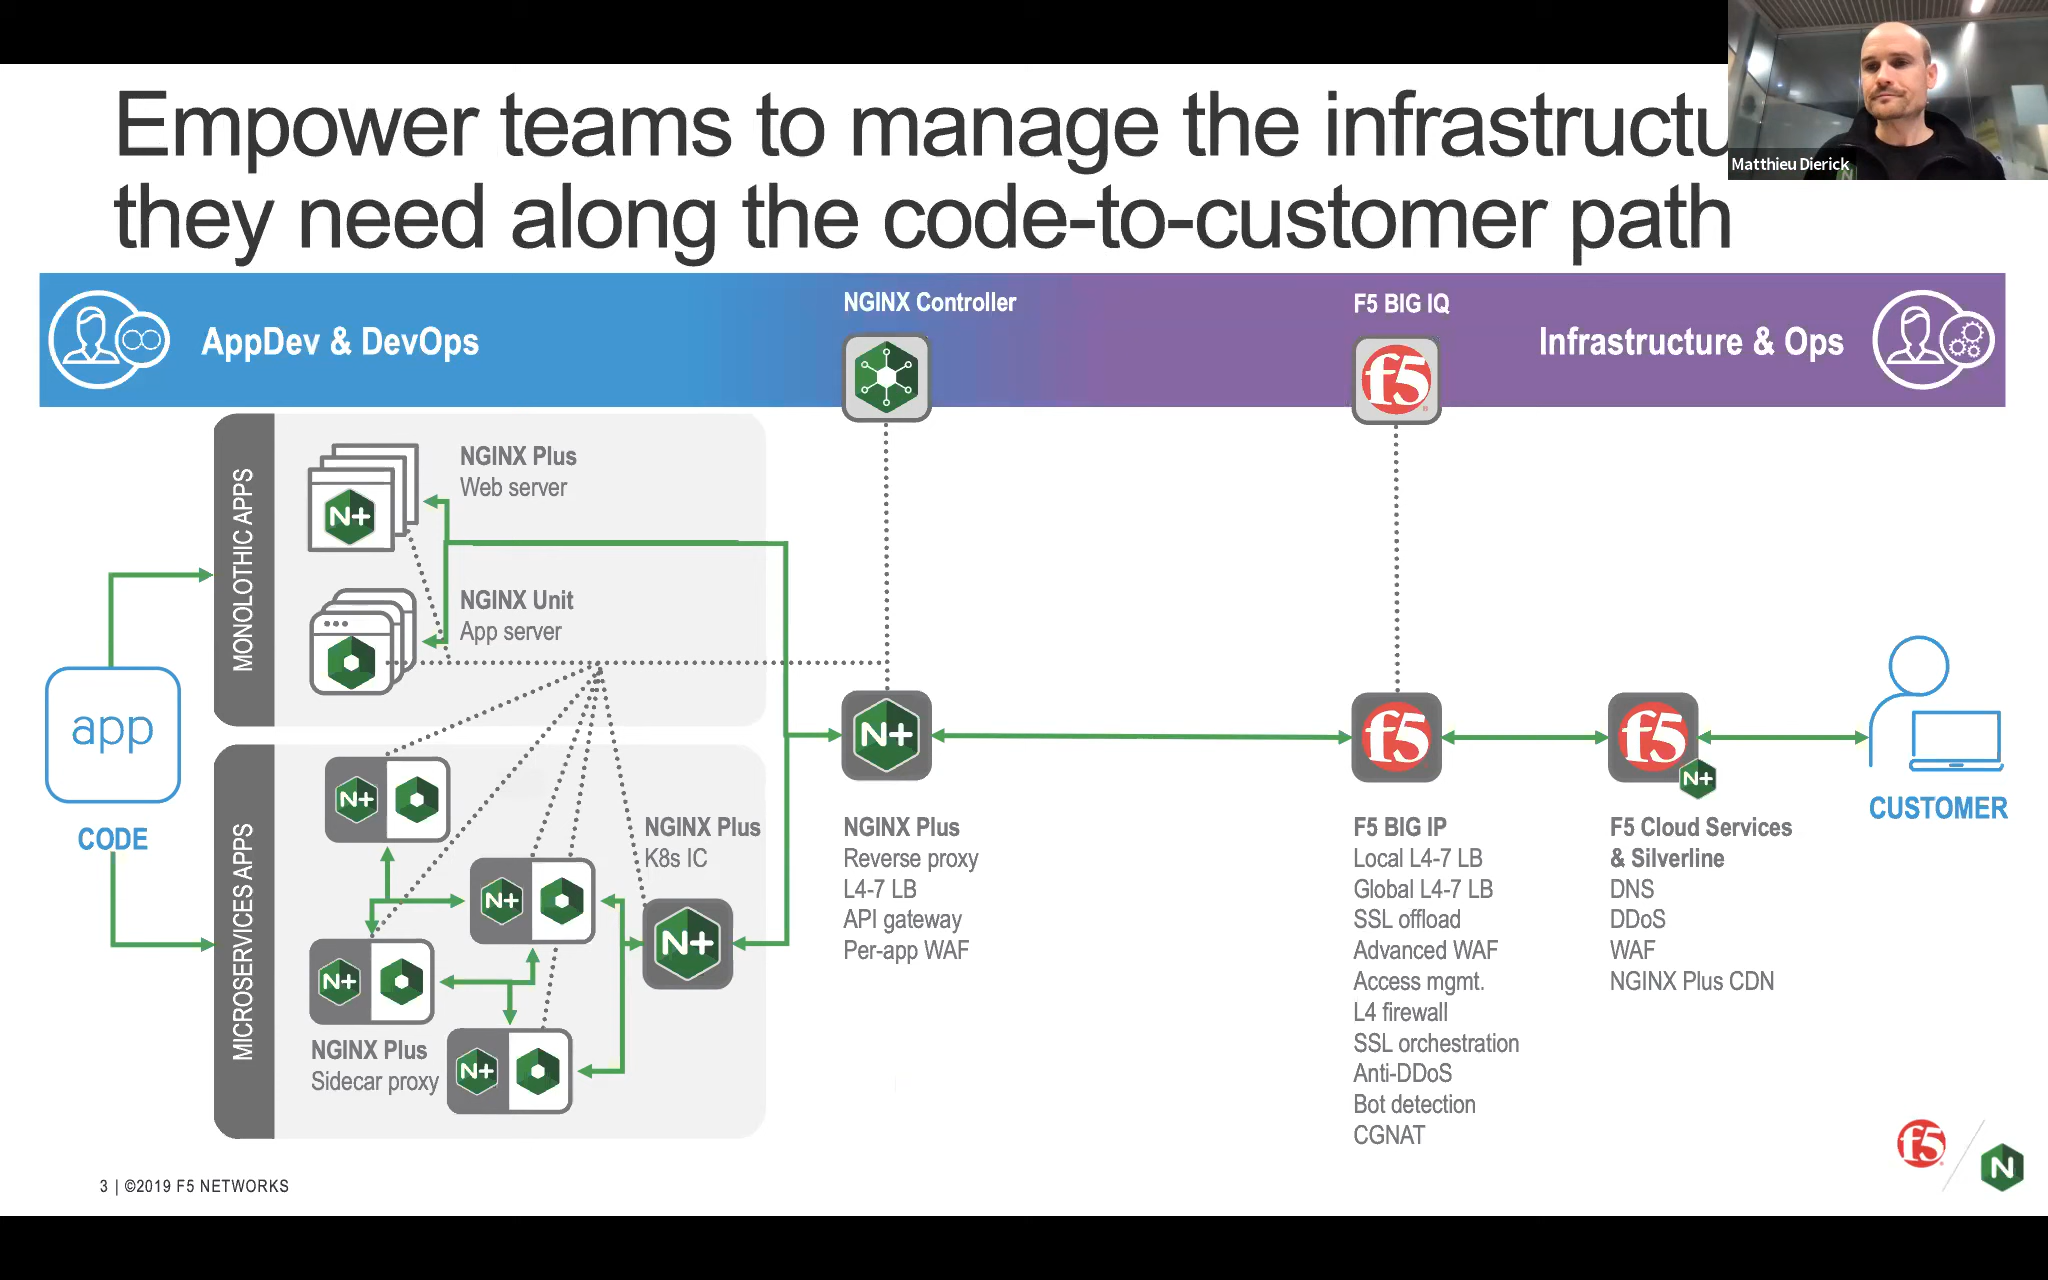 Empower teams to manage the infrastructu
they need along the code-to-customer path
Matthieu Dierick
AppDev & DevOps
NGINX Controller
F5 BIG IQ
f5
Infrastructure & Ops
MONOLOTHIC APPS
NGINX Plus
Web server
N+
NGINX Unit
App server
app
CODE
MICROSERVICES APPS
N+
N+
N+
NGINX Plus
Sidecar proxy
N+
NGINX Plus
K8s IC
N+
N+
NGINX Plus
Reverse proxy
L4-7 LB
API gateway
Per-app WAF
f5
F5 BIG IP
Local L4-7 LB
Global L4-7 LB
SSL offload
Advanced WAF
Access mgmt.
L4 firewall
SSL orchestration
Anti-DDoS
Bot detection
CGNAT
f5
N+
F5 Cloud Services
& Silverline
DNS
DDoS
WAF
NGINX Plus CDN
CUSTOMER
3 | ©2019 F5 NETWORKS
f5
N